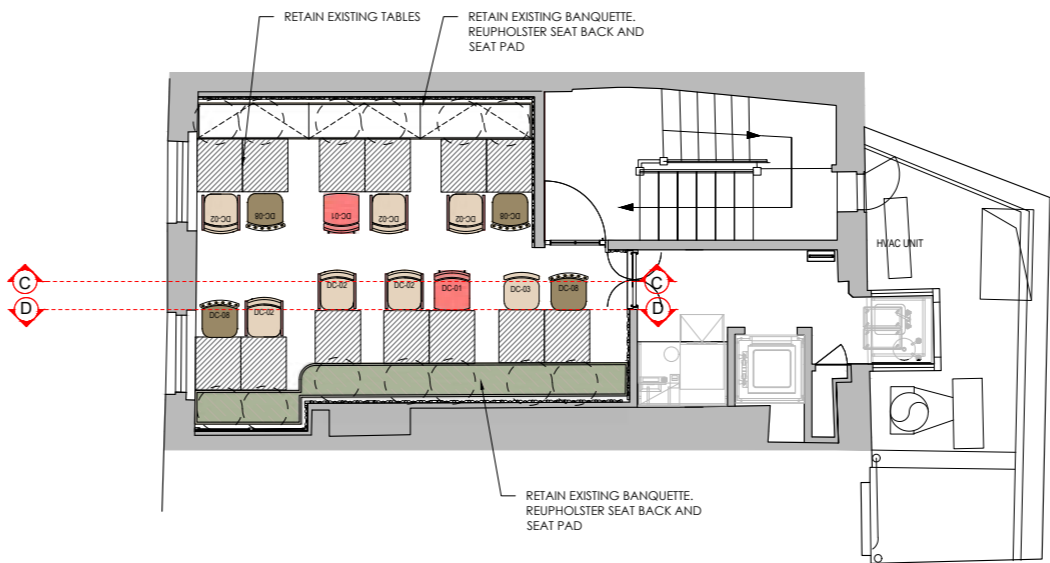 RETAIN EXISTING TABLES
RETAIN EXISTING BANQUETTE.
REUPHOLSTER SEAT BACK AND
SEAT PAD
DC-02
DC-08
DC-01
DC-02
DC-02
DC-08
HVAC UNIT
C
C
D
D
DC-02
DC-02
DC-01
DC-03
DC-08
DC-08
DC-02
RETAIN EXISTING BANQUETTE.
REUPHOLSTER SEAT BACK AND
SEAT PAD